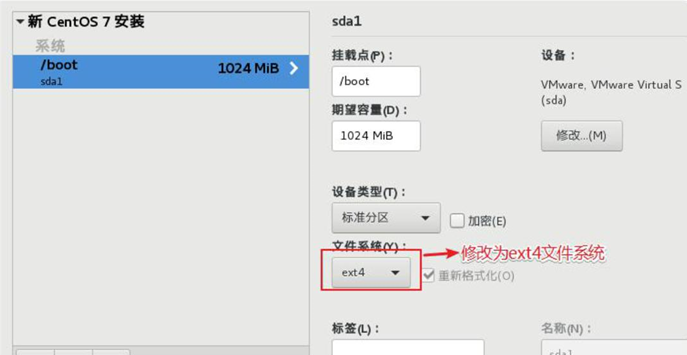 新 CentOS 7 安装
系统
/boot
1024 MiB
sda1
sda1
挂载点(P)：
/boot
期望容量(D)：
1024 MiB
设备：
VMware, VMware Virtual S
(sda)
修改...(M)
设备类型(T)：
标准分区
加密(E)
文件系统(Y)：
ext4
修改为ext4文件系统
重新格式化(O)
标签(L)：
名称(N)：
sda1